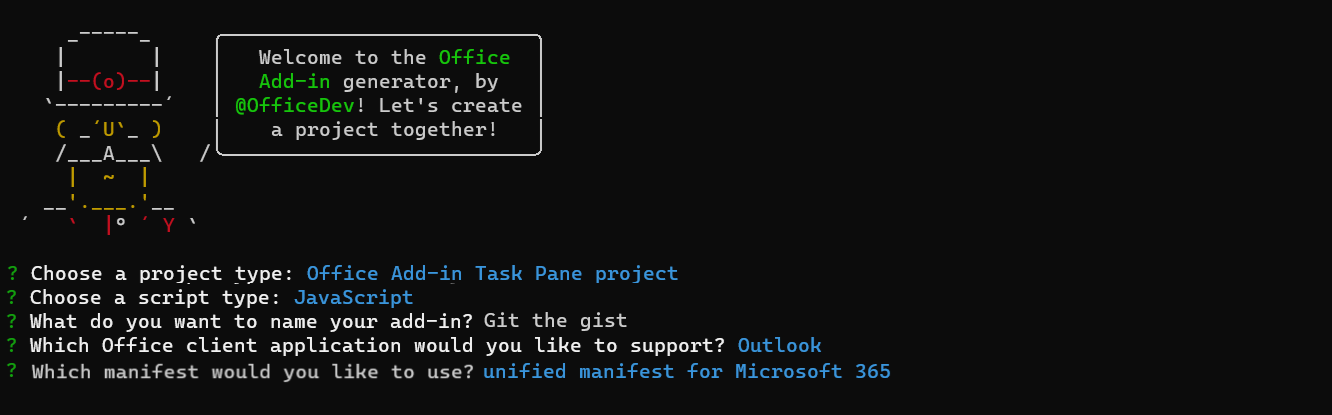 Welcome to the Office
Add-in generator, by
@OfficeDev! Let's create
a project together!
? Choose a project type: Office Add-in Task Pane project
? Choose a script type: JavaScript
? What do you want to name your add-in? Git the gist
? Which Office client application would you like to support? Outlook
? Which manifest would you like to use? unified manifest for Microsoft 365